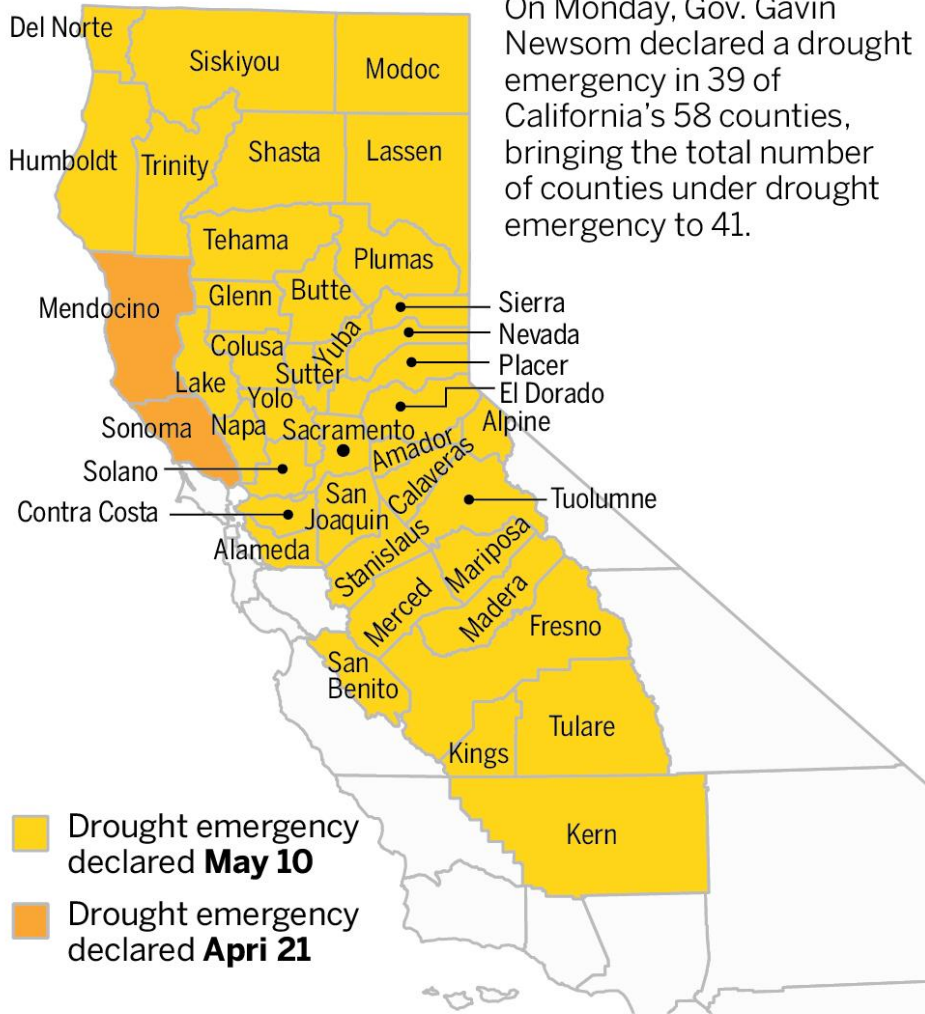 On Monday, Gov. Gavin
Newsom declared a drought
emergency in 39 of
California's 58 counties,
bringing the total number
of counties under drought
emergency to 41.
Del Norte
Siskiyou
Modoc
Humboldt
Trinity
Shasta
Lassen
Tehama
Plumas
Mendocino
Glenn
Butte
Sierra
Nevada
Colusa
Yuba
Placer
Lake
Sutter
El Dorado
Yolo
Sonoma
Napa
Sacramento
Alpine
Amador
Solano
Calaveras
Contra Costa
San
Joaquin
Tuolumne
Alameda
Stanislaus
Mariposa
Merced
Madera
Fresno
San
Benito
Kings
Tulare
Kern
Drought emergency
declared May 10
Drought emergency
declared Apri 21